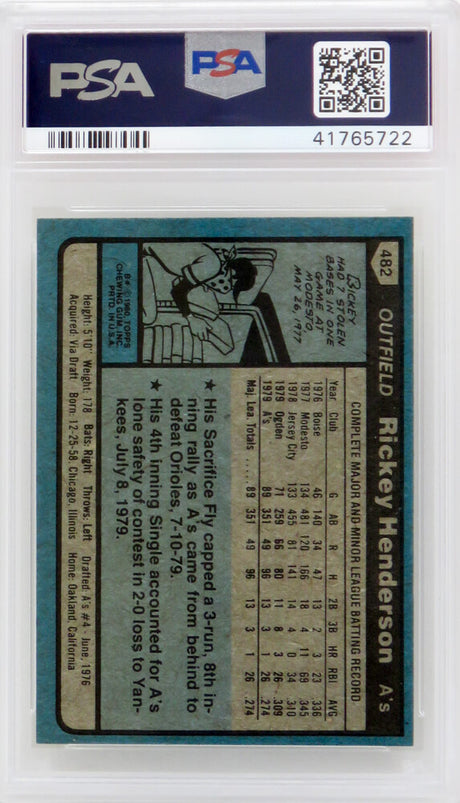 PSA
PSA
41765722
482
OUTFIELD Rickey Henderson A's
COMPLETE MAJOR AND MINOR LEAGUE BATTING RECORD
Year Club G AB R H 2B 3B HR RBI AVG
1976 Boise 46 140 34 47 13 2 3 23 .336
1977 Modesto 134 481 120 166 18 4 11 69 .345
1978 Jersey City 133 455 81 141 14 4 0 34 .310
1979 Ogden 71 259 66 80 11 8 3 26 .309
1979 A's 89 351 49 96 13 3 1 26 .274
Maj. Lea. Totals ..... 89 351 49 96 13 3 1 26 .274
RICKEY
HAD 7 STOLEN
BASES IN ONE
GAME AT
MODESTO,
MAY 26, 1977
★ His Sacrifice Fly capped a 3-run, 8th in-
ning rally as A's came from behind to
defeat Orioles, 7-10-79.
★ His 4th inning Single accounted for A's
lone safety of contest in 2-0 loss to Yan-
kees, July 8, 1979.
B* © 1980 TOPPS
CHEWING GUM, INC.
PRTD. IN U.S.A.
Height: 5'10" Weight: 178 Bats: Right Throws: Left Drafted: A's #4 - June, 1976
Acquired: Via Draft Born: 12-25-58, Chicago, Illinois Home: Oakland, California